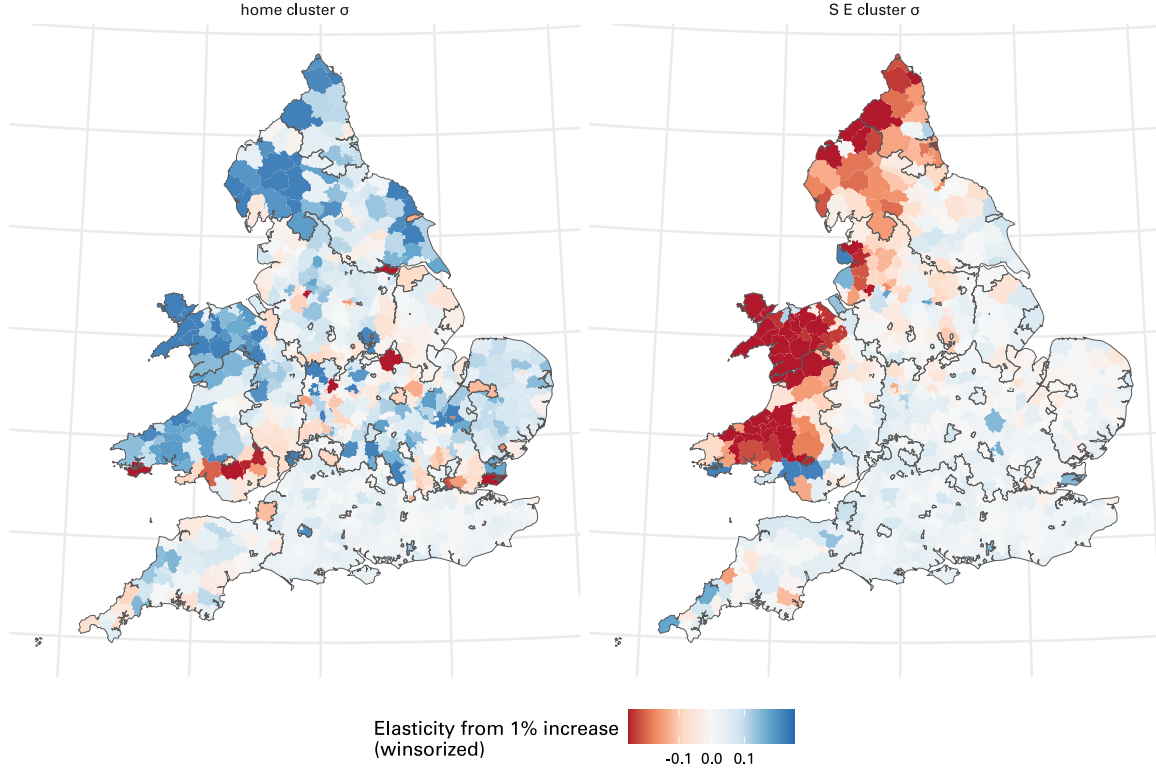 home cluster σ
S E cluster σ
Elasticity from 1% increase
(winsorized)
-0.1 0.0 0.1